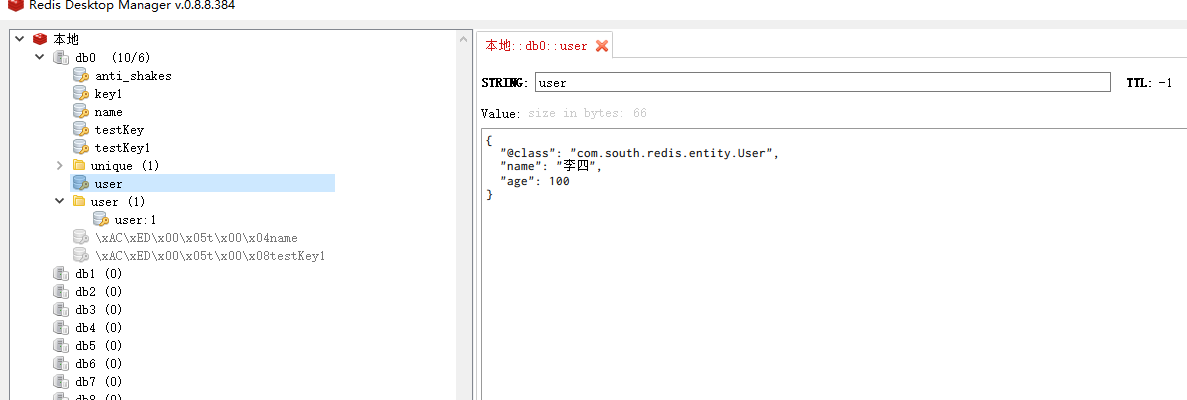 Redis Desktop Manager v.0.8.8.384
本地
db0 (10/6)
anti_shakes
key1
name
testKey
testKey1
unique (1)
user
user (1)
user:1
\xAC\xED\x00\x05t\x00\x04name
\xAC\xED\x00\x05t\x00\x08testKey1
db1 (0)
db2 (0)
db3 (0)
db4 (0)
db5 (0)
db6 (0)
db7 (0)
db8 (0)
本地::db0::user
STRING: user TTL: -1
Value: size in bytes: 66
{
"@class": "com.south.redis.entity.User",
"name": "李四",
"age": 100
}